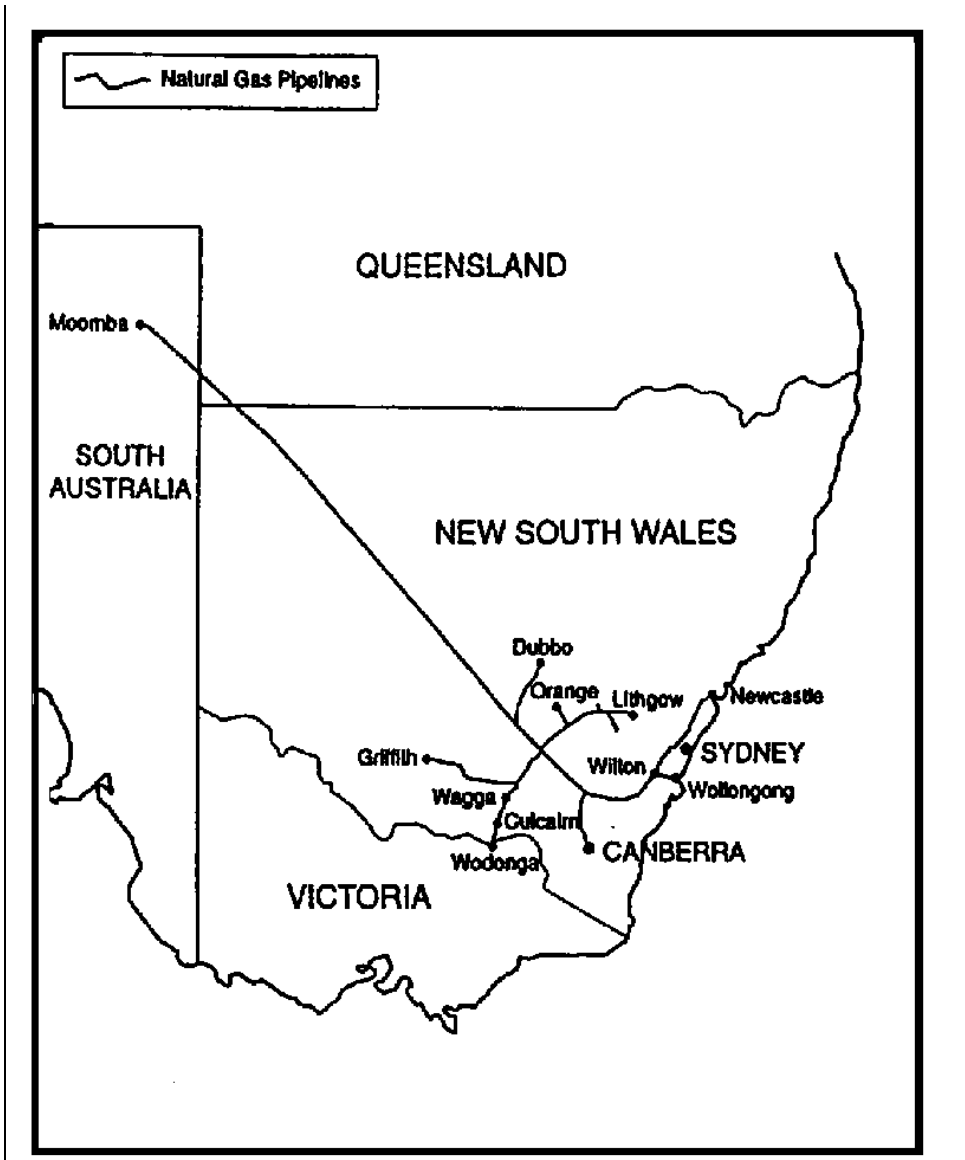 Natural Gas Pipelines
QUEENSLAND
Moomba
SOUTH
AUSTRALIA
NEW SOUTH WALES
Dubbo
Orange
Lithgow
Newcastle
Griffith
Wilton
SYDNEY
Wagga
Wollongong
Culcairn
Wodonga
CANBERRA
VICTORIA